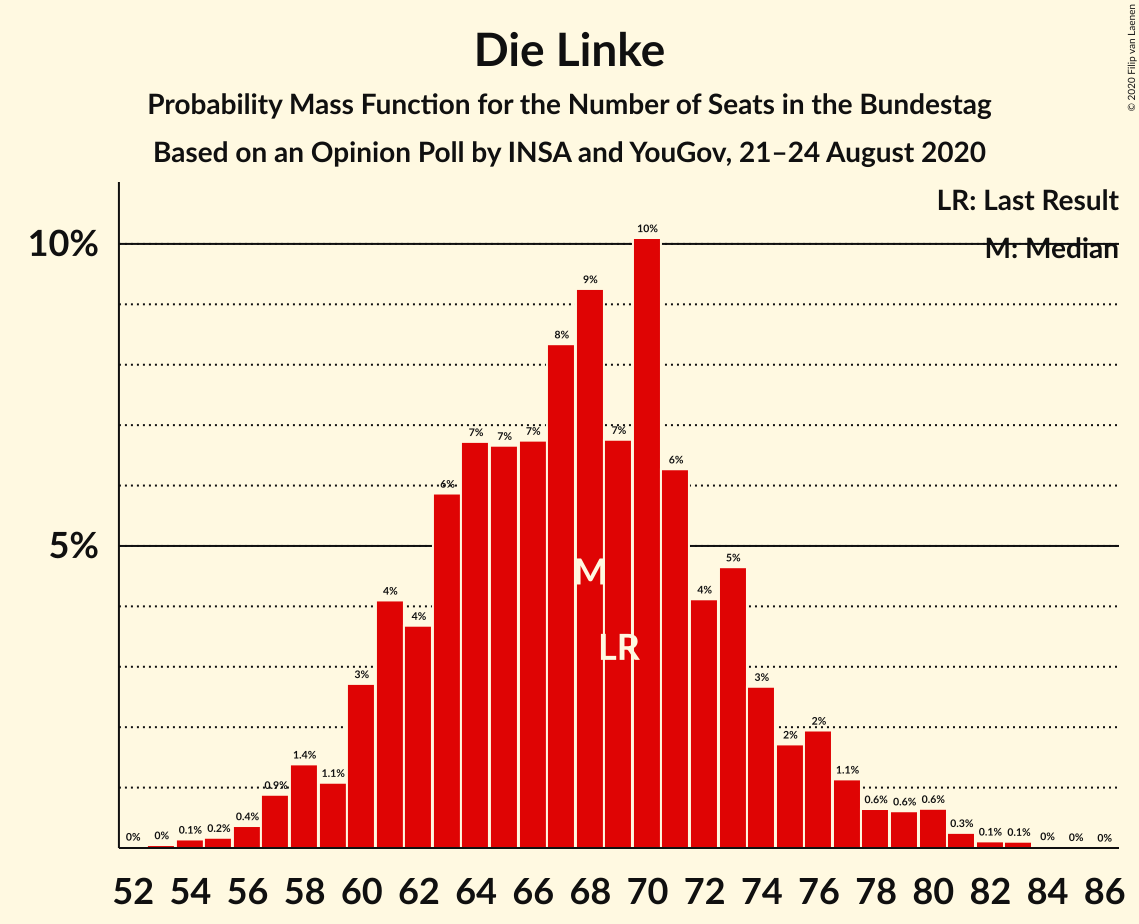 © 2020 Filip van Laenen
Die Linke
Probability Mass Function for the Number of Seats in the Bundestag
Based on an Opinion Poll by INSA and YouGov, 21–24 August 2020
LR: Last Result
M: Median
10%
5%
0% 0% 0.1% 0.2% 0.4% 0.9% 1.4% 1.1% 3% 4% 4% 6% 7% 7% 7% 8% 9% 7% 10% 6% 4% 5% 3% 2% 2% 1.1% 0.6% 0.6% 0.6% 0.3% 0.1% 0.1% 0% 0% 0%
M
LR
52 54 56 58 60 62 64 66 68 70 72 74 76 78 80 82 84 86